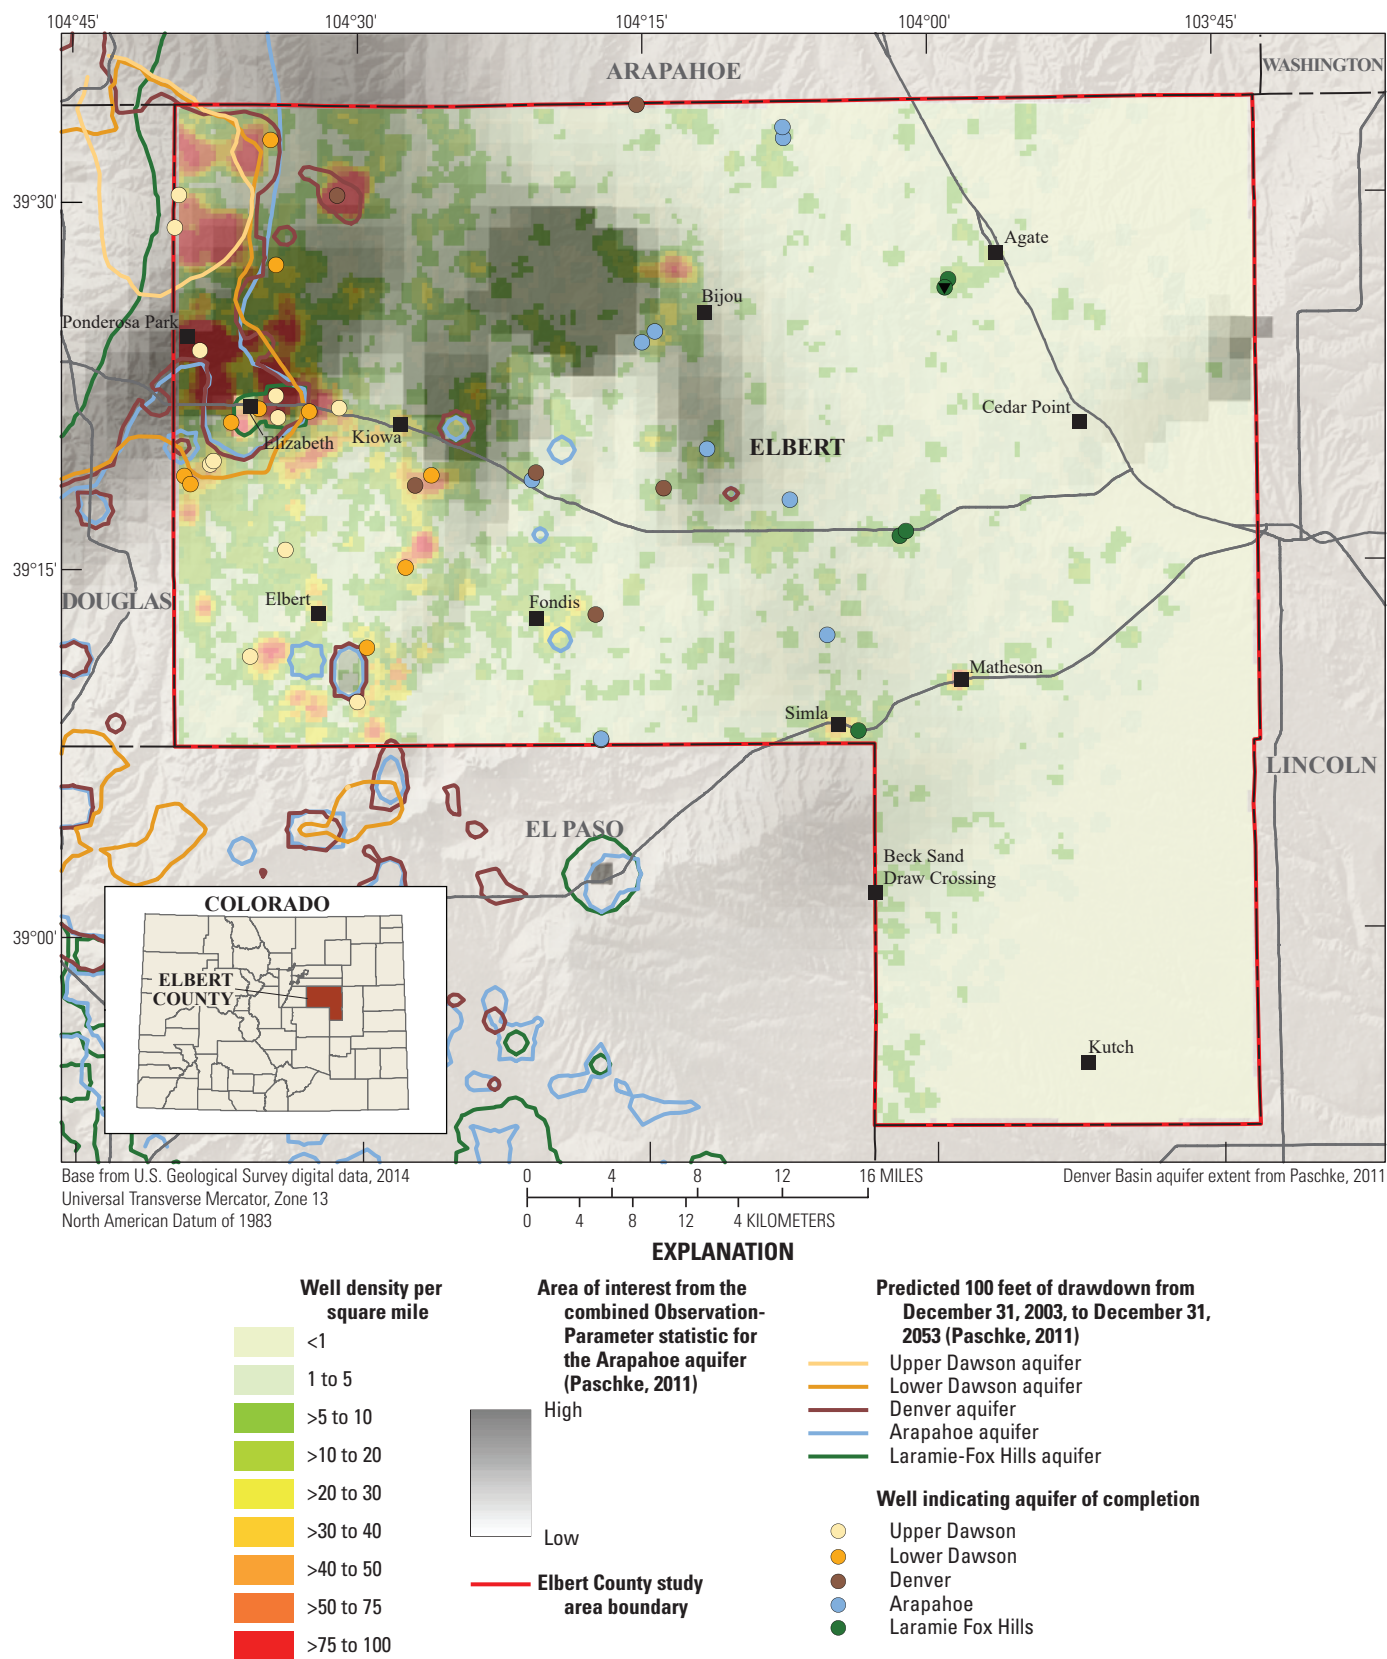 104°45'
104°30'
104°15'
104°00'
103°45'
ARAPAHOE
WASHINGTON
39°30'
Agate
Bijou
Ponderosa Park
Cedar Point
Elizabeth
Kiowa
ELBERT
39°15'
DOUGLAS
Elbert
Fondis
Matheson
Simla
LINCOLN
EL PASO
Beck Sand
Draw Crossing
COLORADO
39°00'
ELBERT
COUNTY
Kutch
Base from U.S. Geological Survey digital data, 2014
Universal Transverse Mercator, Zone 13
North American Datum of 1983
0 4 8 12 16 MILES
0 4 8 12 4 KILOMETERS
Denver Basin aquifer extent from Paschke, 2011
EXPLANATION
Well density per
square mile
<1
1 to 5
>5 to 10
>10 to 20
>20 to 30
>30 to 40
>40 to 50
>50 to 75
>75 to 100
Area of interest from the
combined Observation-
Parameter statistic for
the Arapahoe aquifer
(Paschke, 2011)
High
Low
Elbert County study
area boundary
Predicted 100 feet of drawdown from
December 31, 2003, to December 31,
2053 (Paschke, 2011)
Upper Dawson aquifer
Lower Dawson aquifer
Denver aquifer
Arapahoe aquifer
Laramie-Fox Hills aquifer
Well indicating aquifer of completion
Upper Dawson
Lower Dawson
Denver
Arapahoe
Laramie Fox Hills